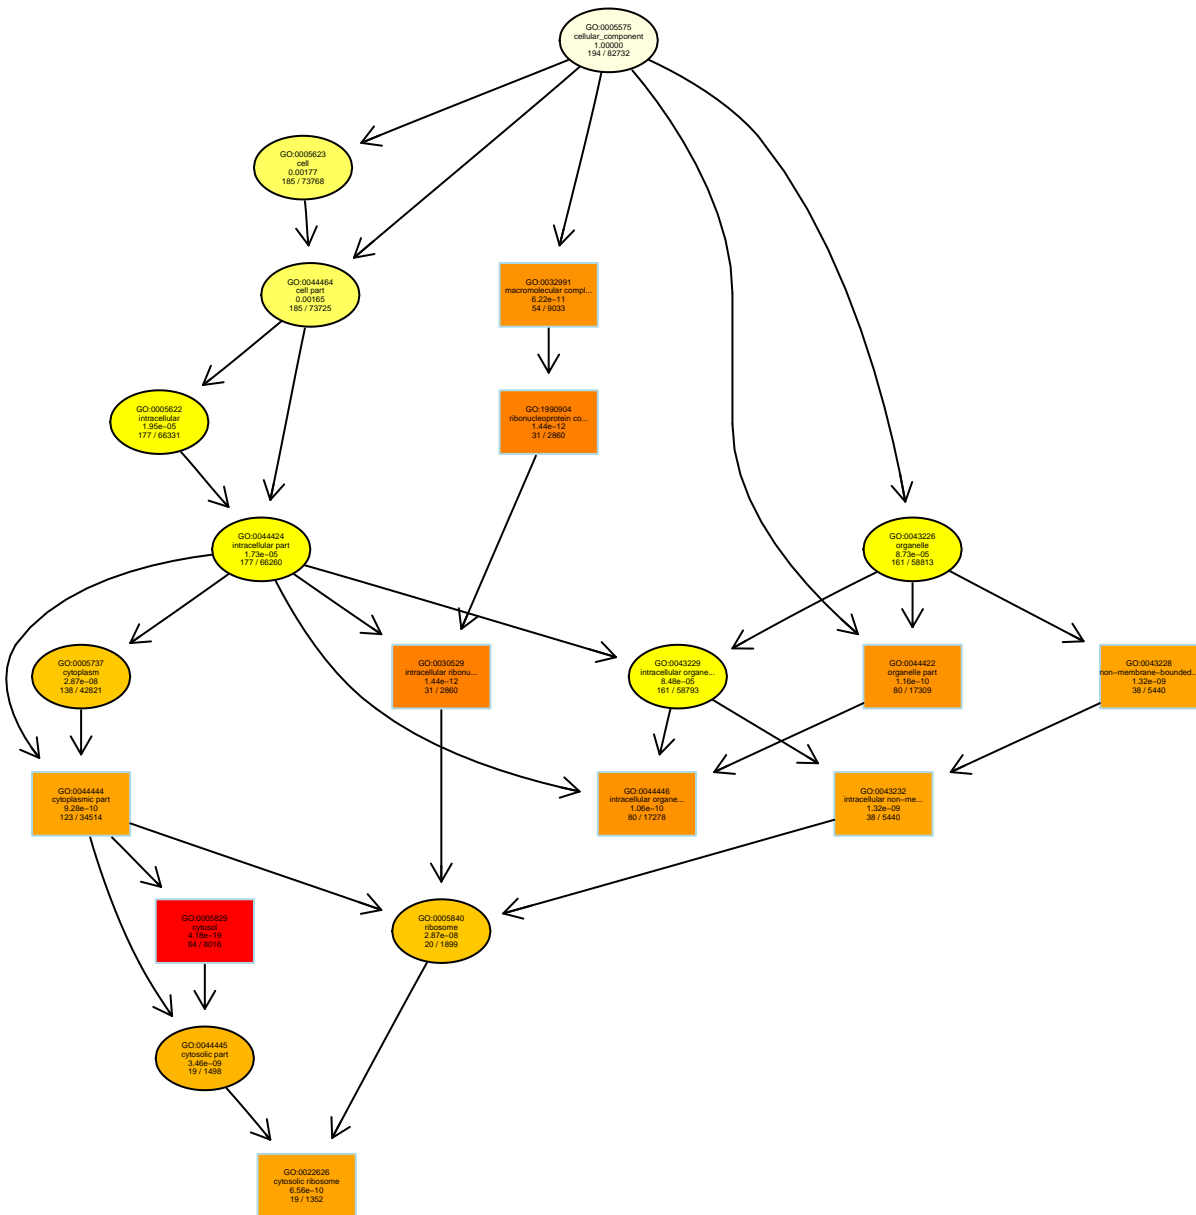 GO:0005575
cellular_component
1.00000
194 / 82732
GO:0005623
cell
0.00177
185 / 73768
GO:0044464
cell part
0.00165
185 / 73725
GO:0032991
macromolecular compl...
6.22e−11
54 / 9033
GO:0005622
intracellular
1.95e−05
177 / 66331
GO:1990904
ribonucleoprotein co...
1.44e−12
31 / 2860
GO:0044424
intracellular part
1.73e−05
177 / 66260
GO:0043226
organelle
8.73e−05
161 / 58813
GO:0005737
cytoplasm
2.87e−08
138 / 42821
GO:0030529
intracellular ribonu...
1.44e−12
31 / 2860
GO:0043229
intracellular organe...
8.48e−05
161 / 58793
GO:0044422
organelle part
1.16e−10
80 / 17309
GO:0043228
non−membrane−bounded...
1.32e−09
38 / 5440
GO:0044444
cytoplasmic part
9.28e−10
123 / 34514
GO:0044446
intracellular organe...
1.06e−10
80 / 17278
GO:0043232
intracellular non−me...
1.32e−09
38 / 5440
GO:0005829
cytosol
4.18e−19
64 / 8016
GO:0005840
ribosome
2.87e−08
20 / 1899
GO:0044445
cytosolic part
3.46e−09
19 / 1498
GO:0022626
cytosolic ribosome
6.56e−10
19 / 1352